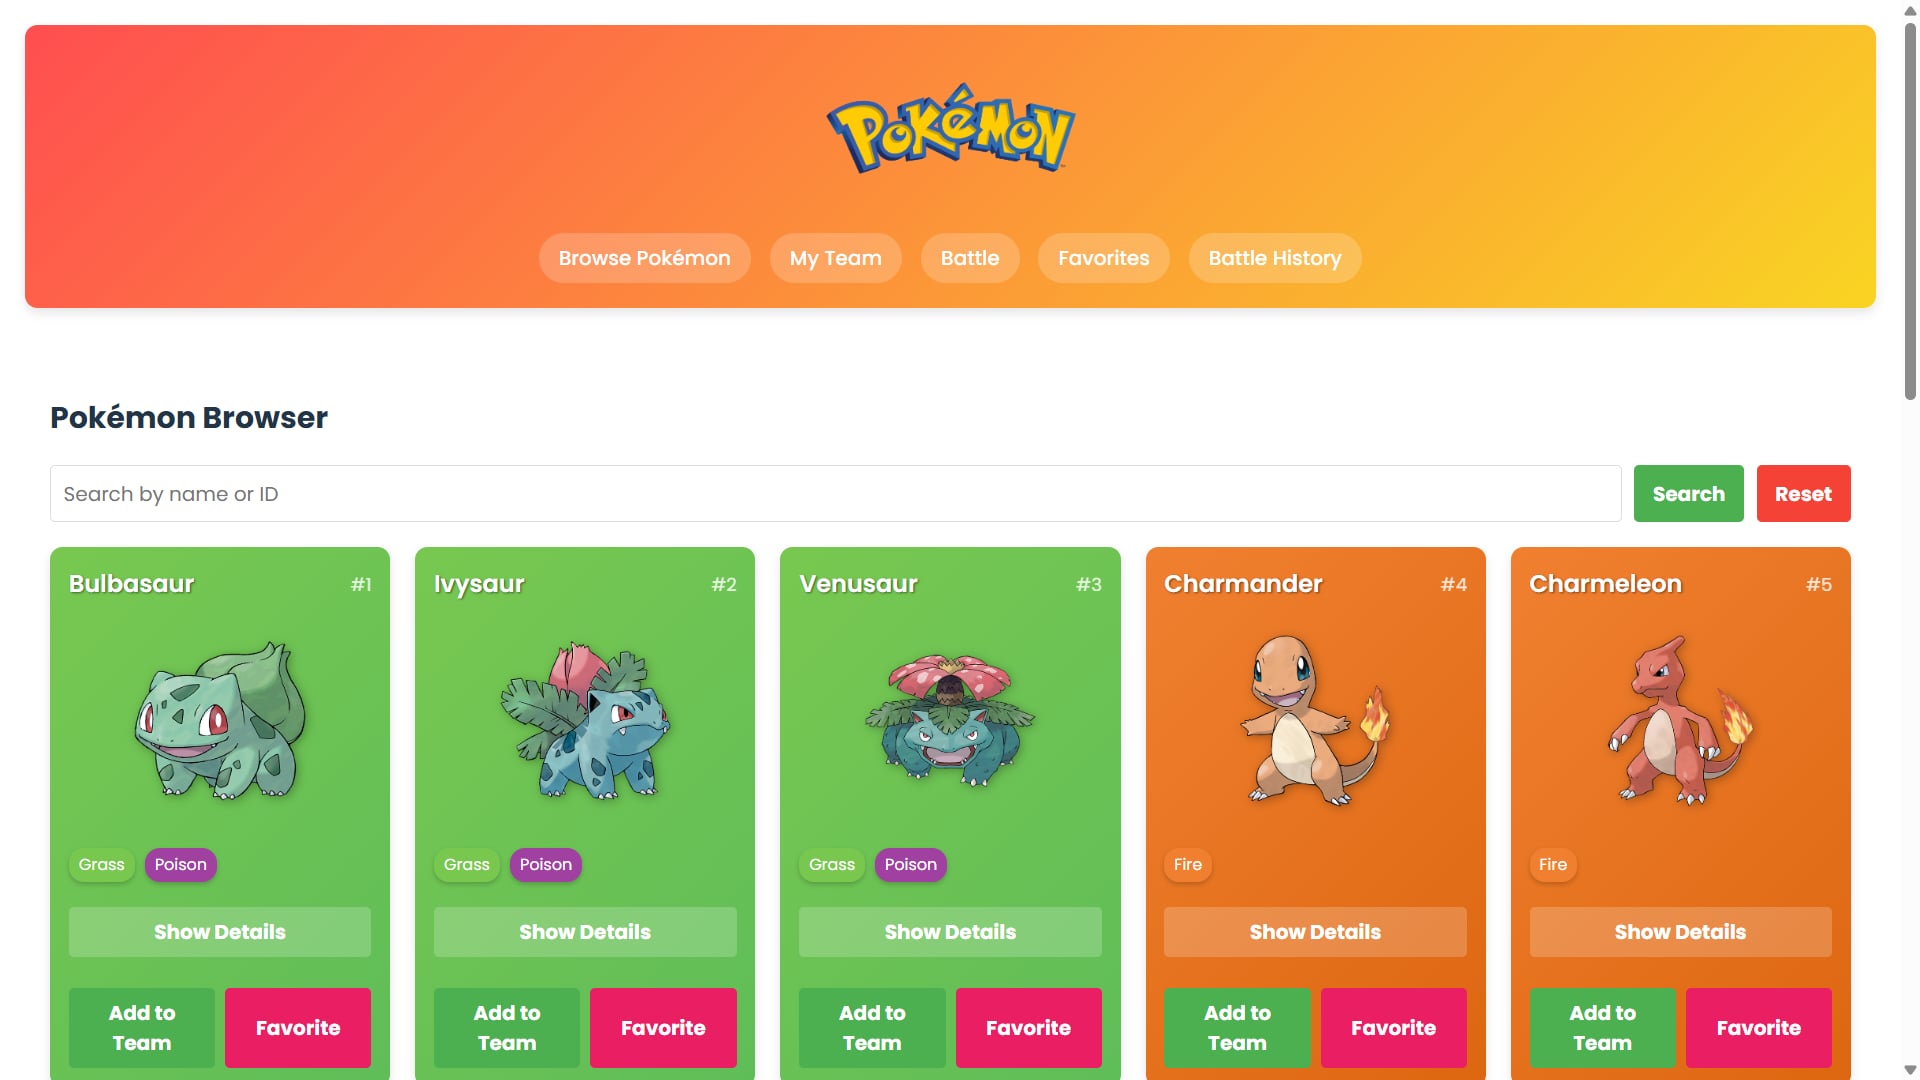 Pokémon
Browse Pokémon
My Team
Battle
Favorites
Battle History
Pokémon Browser
Search by name or ID
Search
Reset
Bulbasaur
#1
Grass
Poison
Show Details
Add to
Team
Favorite
Ivysaur
#2
Grass
Poison
Show Details
Add to
Team
Favorite
Venusaur
#3
Grass
Poison
Show Details
Add to
Team
Favorite
Charmander
#4
Fire
Show Details
Add to
Team
Favorite
Charmeleon
#5
Fire
Show Details
Add to
Team
Favorite